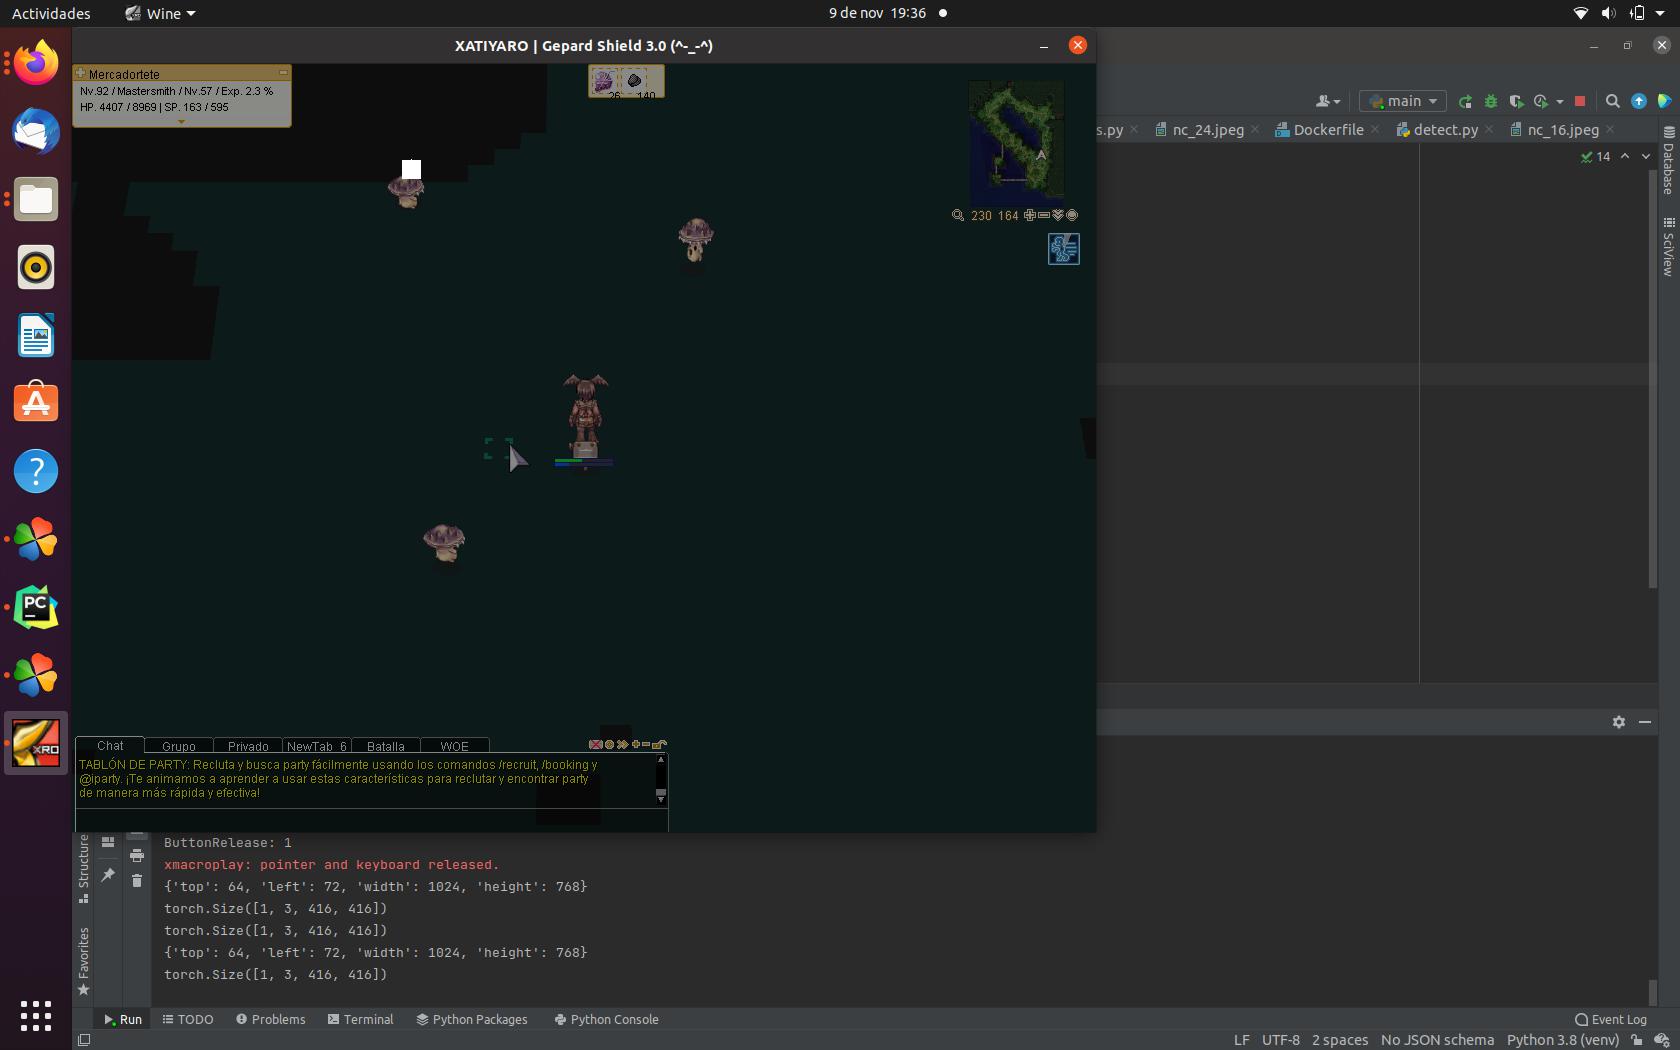 Actividades
Wine
9 de nov 19:36
XATIYARO | Gepard Shield 3.0 (^-_-^)
Mercadortete
Nv.92 / Mastersmith / Nv.57 / Exp. 2.3 %
HP. 4407 / 8969 | SP. 163 / 595
26 140
230 164
main
s.py
nc_24.jpeg
Dockerfile
detect.py
nc_16.jpeg
14
Database
SciView
Chat
Grupo
Privado
NewTab_6
Batalla
WOE
TABLÓN DE PARTY: Recluta y busca party fácilmente usando los comandos /recruit, /booking y
@iparty. ¡Te animamos a aprender a usar estas características para reclutar y encontrar party
de manera más rápida y efectiva!
PC
XRO
Structure
Favorites
ButtonRelease: 1
xmacroplay: pointer and keyboard released.
{'top': 64, 'left': 72, 'width': 1024, 'height': 768}
torch.Size([1, 3, 416, 416])
torch.Size([1, 3, 416, 416])
{'top': 64, 'left': 72, 'width': 1024, 'height': 768}
torch.Size([1, 3, 416, 416])
Run
TODO
Problems
Terminal
Python Packages
Python Console
Event Log
LF UTF-8 2 spaces No JSON schema Python 3.8 (venv)